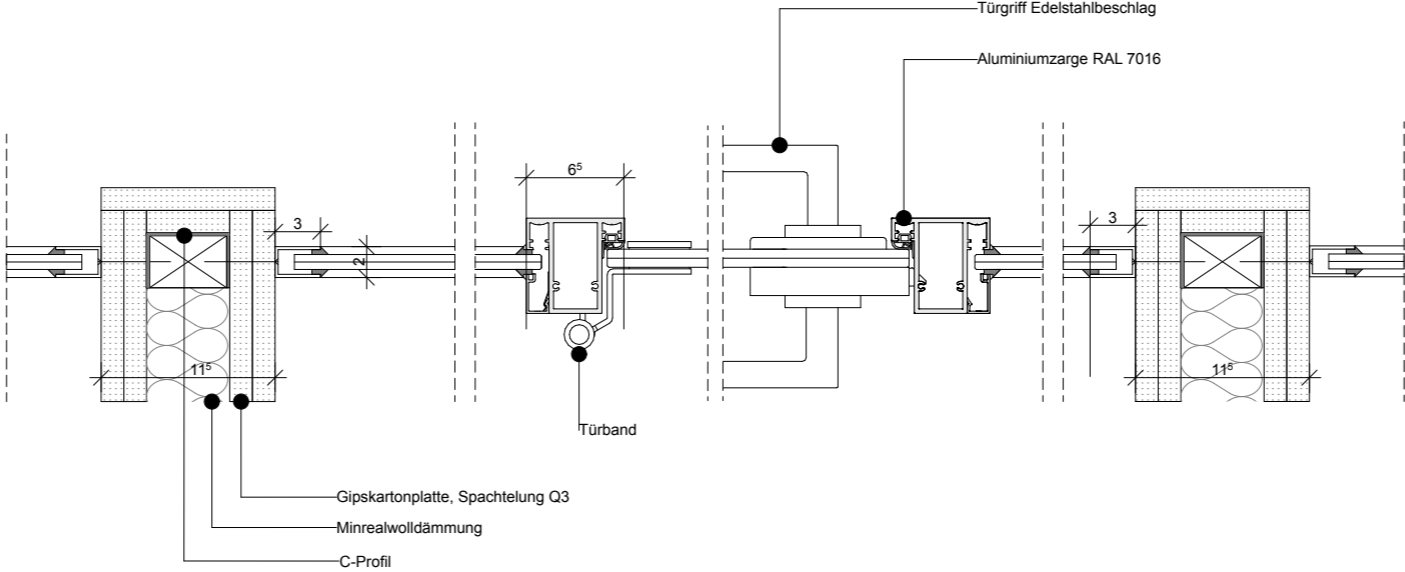 Türgriff Edelstahlbeschlag
Aluminiumzarge RAL 7016
6⁵
3
3
2
11⁵
11⁵
Türband
Gipskartonplatte, Spachtelung Q3
Minrealwolldämmung
C-Profil